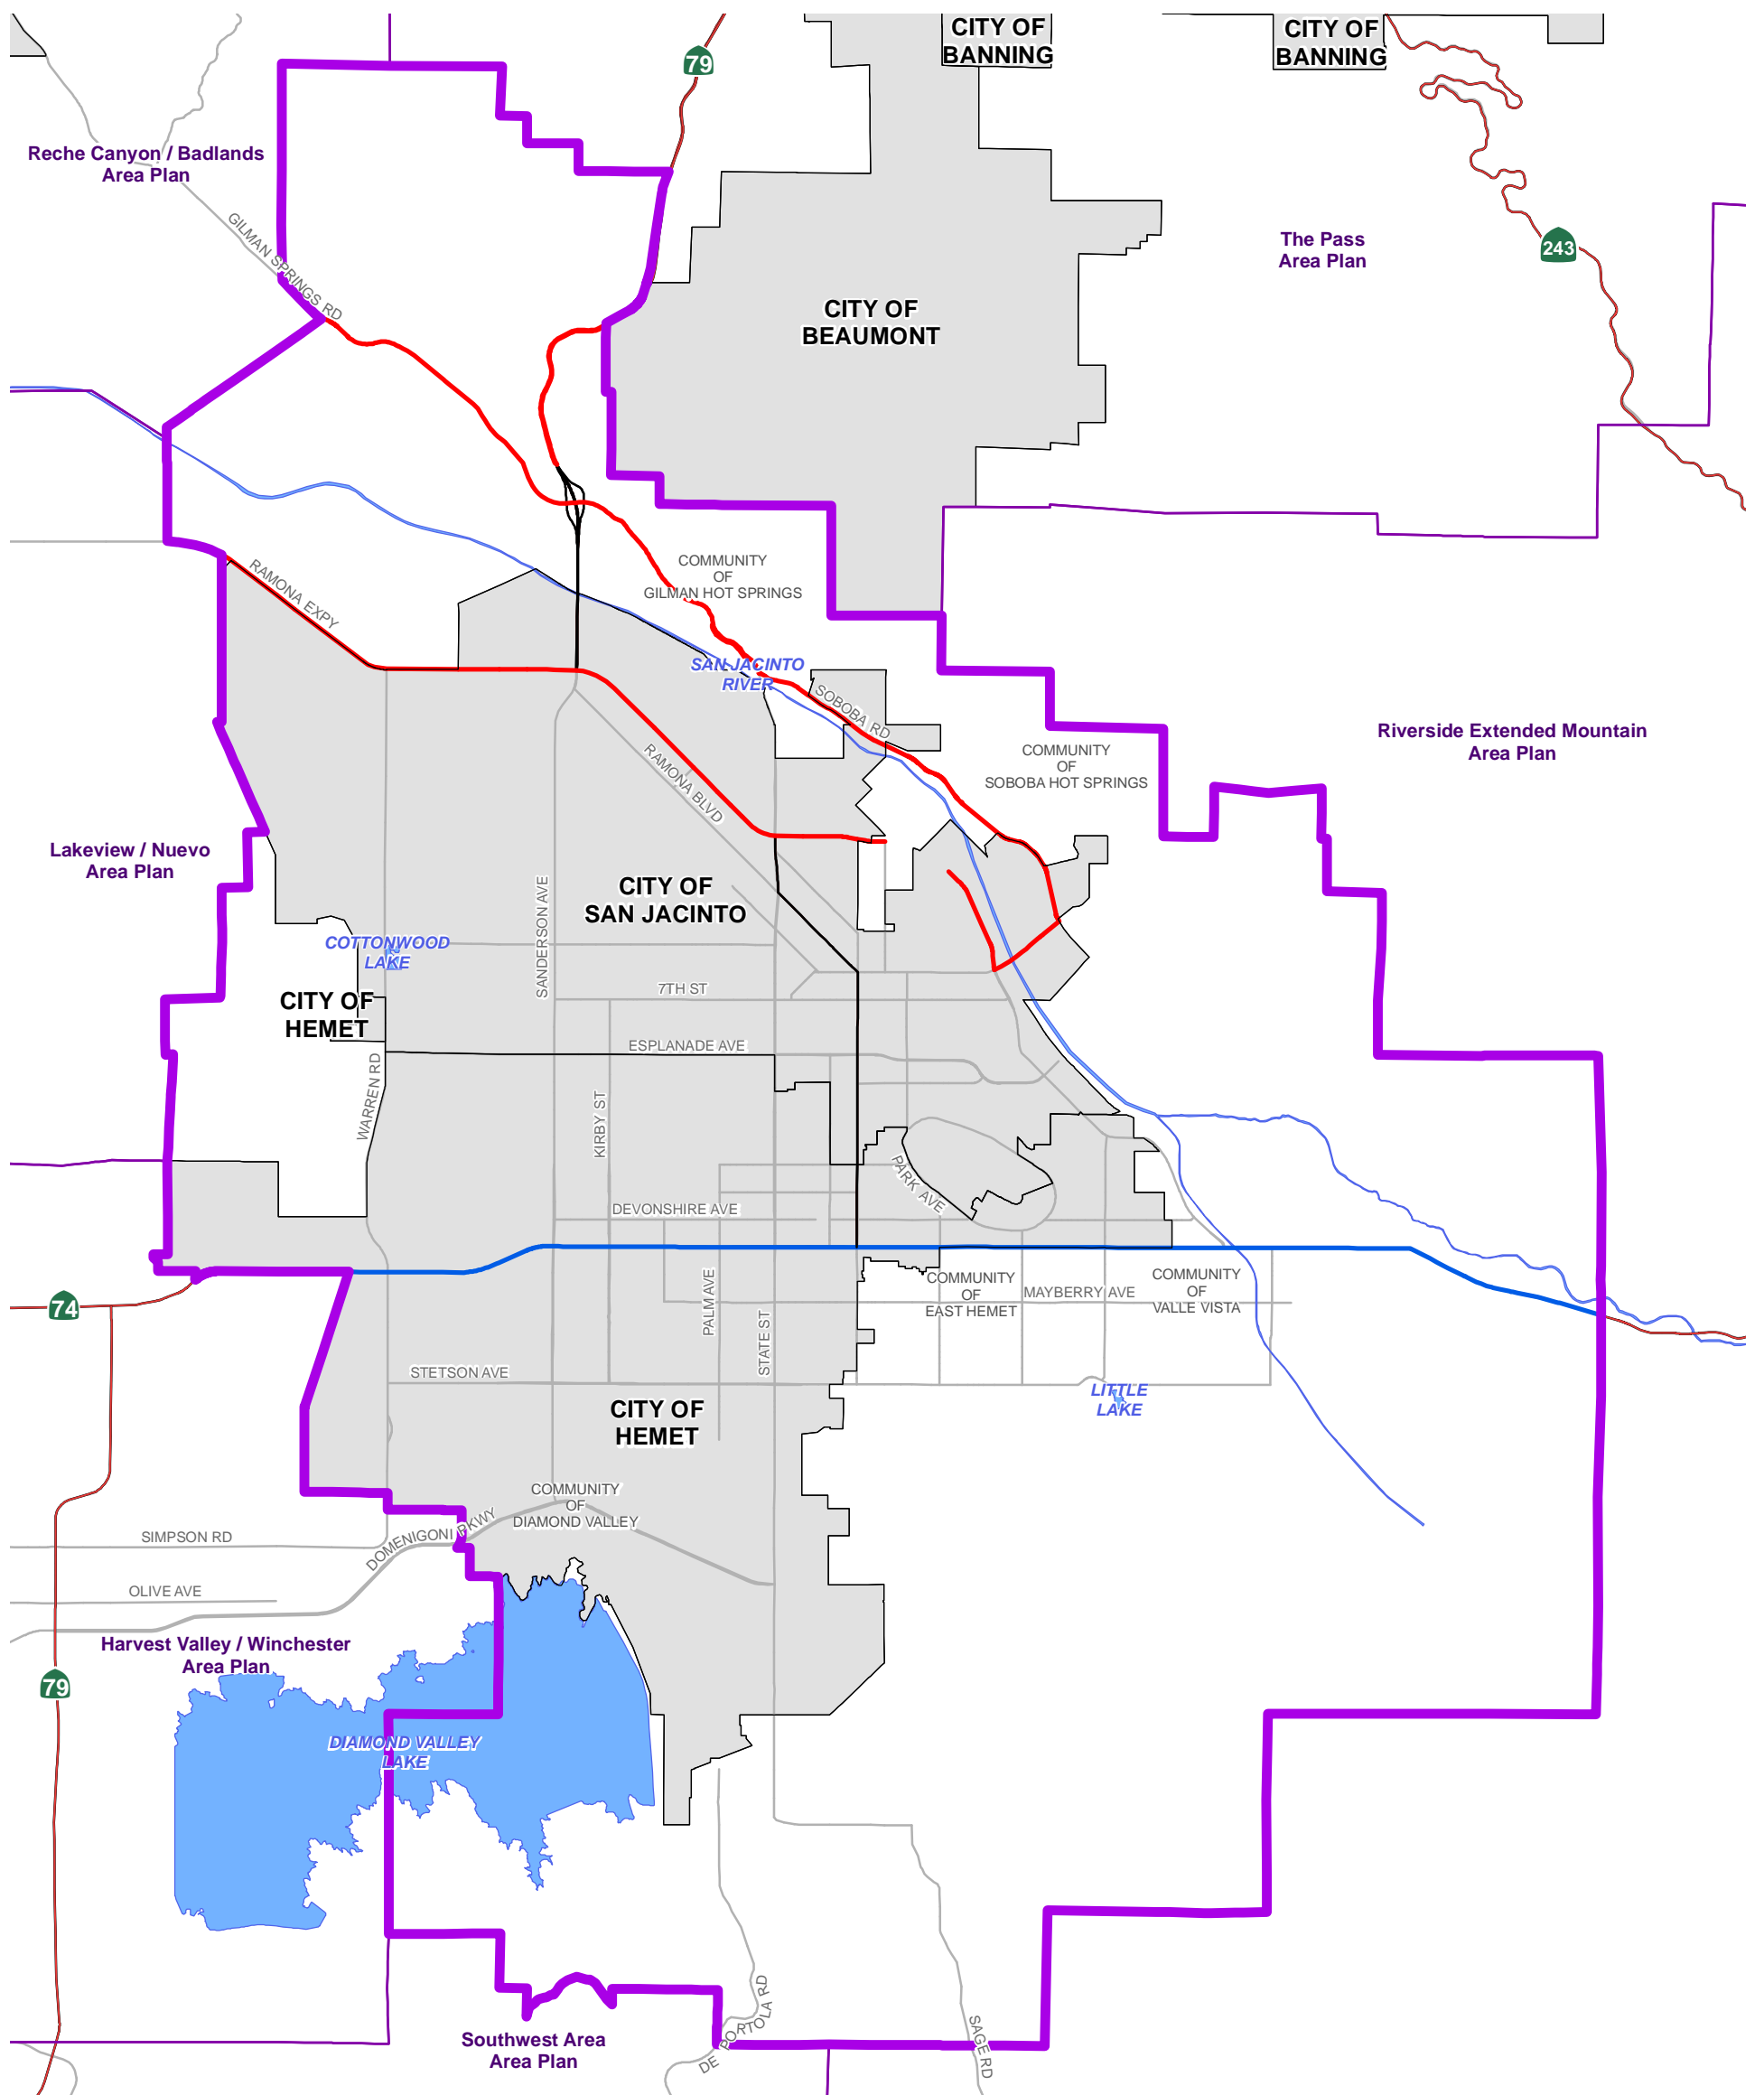 CITY OF
BANNING
CITY OF
BANNING
79
Reche Canyon / Badlands
Area Plan
GILMAN SPRINGS RD
The Pass
Area Plan
243
CITY OF
BEAUMONT
COMMUNITY
OF
GILMAN HOT SPRINGS
RAMONA EXPY
SAN JACINTO
RIVER
SOBOBA RD
Riverside Extended Mountain
Area Plan
COMMUNITY
OF
SOBOBA HOT SPRINGS
RAMONA BLVD
Lakeview / Nuevo
Area Plan
CITY OF
SAN JACINTO
SANDERSON AVE
COTTONWOOD
LAKE
7TH ST
CITY OF
HEMET
ESPLANADE AVE
WARREN RD
KIRBY ST
PARK AVE
DEVONSHIRE AVE
COMMUNITY
OF
EAST HEMET
MAYBERRY AVE
COMMUNITY
OF
VALLE VISTA
74
PALM AVE
STATE ST
STETSON AVE
LITTLE
LAKE
CITY OF
HEMET
COMMUNITY
OF
DIAMOND VALLEY
SIMPSON RD
DOMENIGONI PKWY
OLIVE AVE
Harvest Valley / Winchester
Area Plan
79
DIAMOND VALLEY
LAKE
DE PORTOLA RD
SAGE RD
Southwest Area
Area Plan